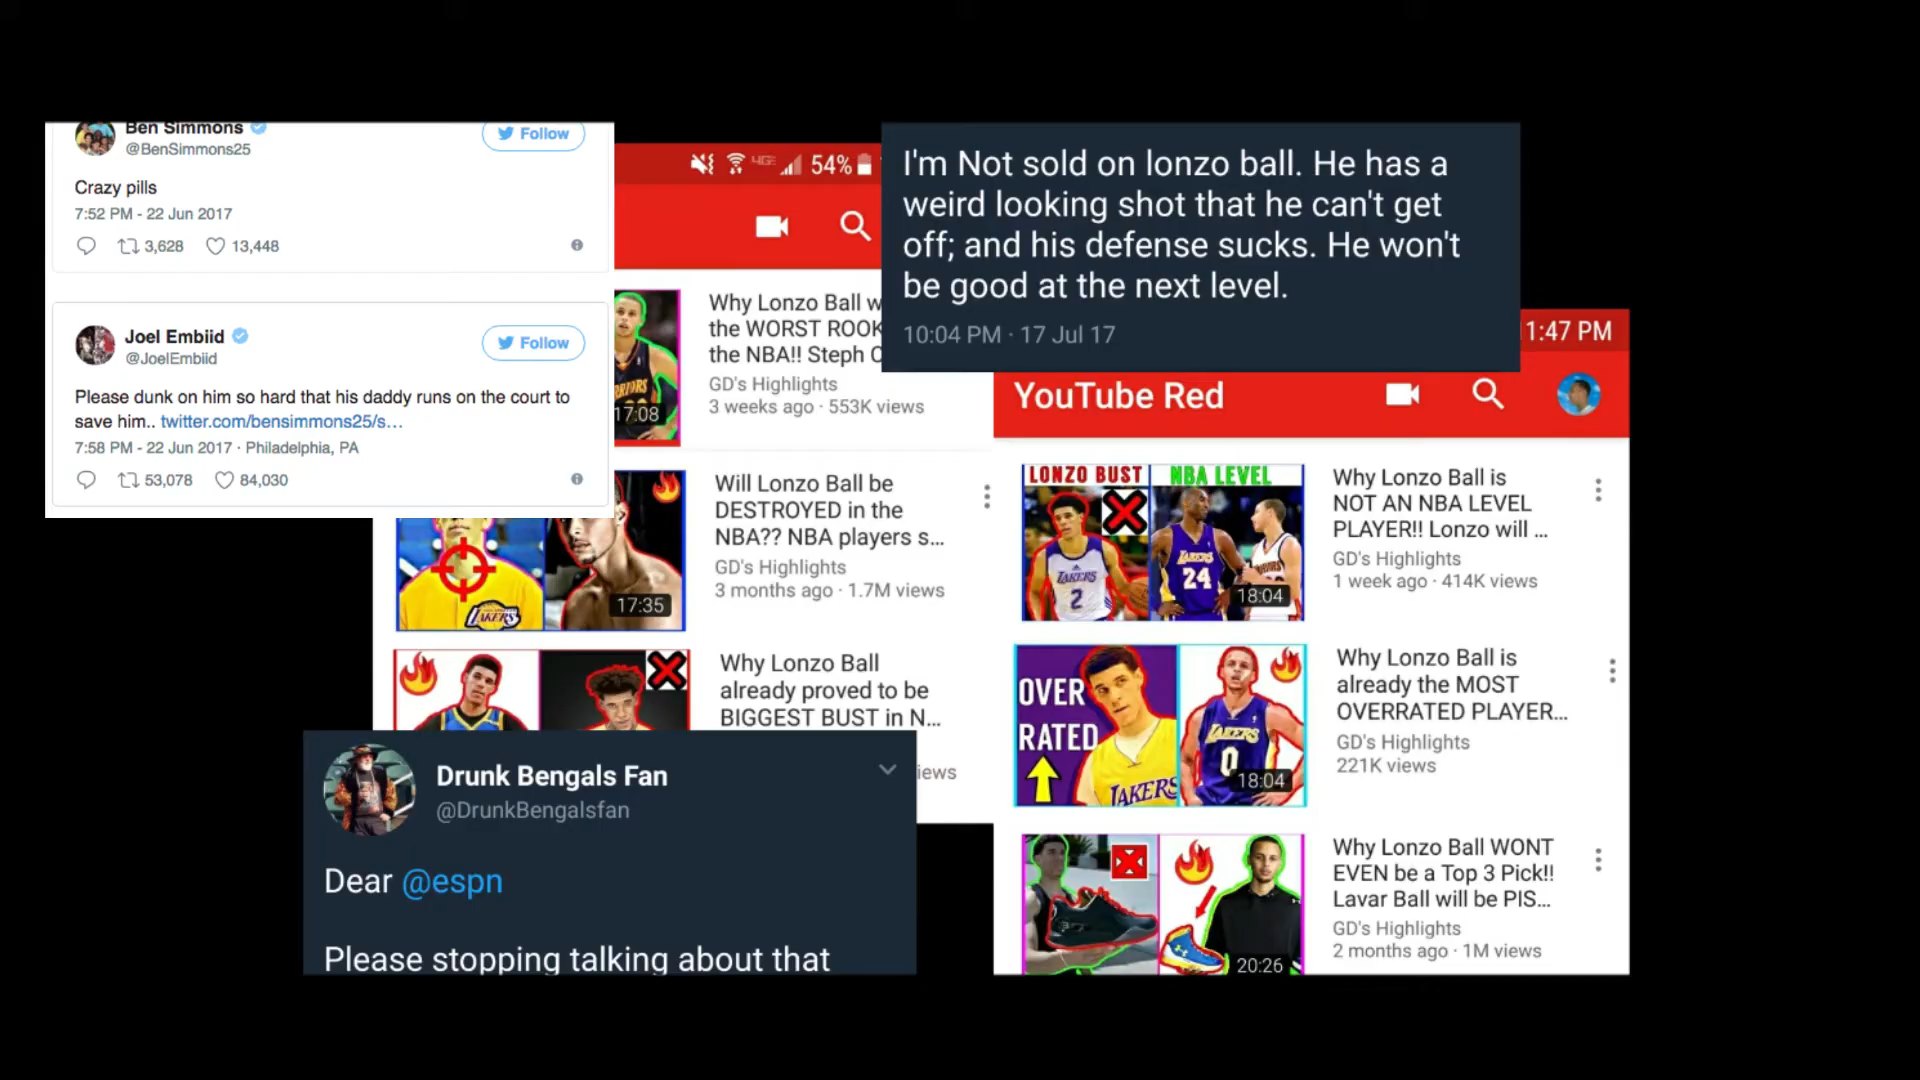 Ben Simmons
@BenSimmons25
Follow
Crazy pills
7:52 PM - 22 Jun 2017
3,628 13,448
Joel Embiid
@JoelEmbiid
Follow
Please dunk on him so hard that his daddy runs on the court to
save him.. twitter.com/bensimmons25/s…
7:58 PM - 22 Jun 2017 · Philadelphia, PA
53,078 84,030
4GE 54%
Why Lonzo Ball w
the WORST ROOK
the NBA!! Steph C
GD's Highlights
3 weeks ago · 553K views
WARRIORS
17:08
Will Lonzo Ball be
DESTROYED in the
NBA?? NBA players s...
GD's Highlights
3 months ago · 1.7M views
LAKERS
17:35
Why Lonzo Ball
already proved to be
BIGGEST BUST in N...
iews
I'm Not sold on lonzo ball. He has a
weird looking shot that he can't get
off; and his defense sucks. He won't
be good at the next level.
10:04 PM · 17 Jul 17
1:47 PM
YouTube Red
LONZO BUST
NBA LEVEL
LAKERS
2
LAKERS
24
18:04
Why Lonzo Ball is
NOT AN NBA LEVEL
PLAYER!! Lonzo will ...
GD's Highlights
1 week ago · 414K views
OVER
RATED
LAKERS
LAKERS
0
18:04
Why Lonzo Ball is
already the MOST
OVERRATED PLAYER...
GD's Highlights
221K views
20:26
Why Lonzo Ball WONT
EVEN be a Top 3 Pick!!
Lavar Ball will be PIS...
GD's Highlights
2 months ago · 1M views
Drunk Bengals Fan
@DrunkBengalsfan
Dear @espn
Please stopping talking about that